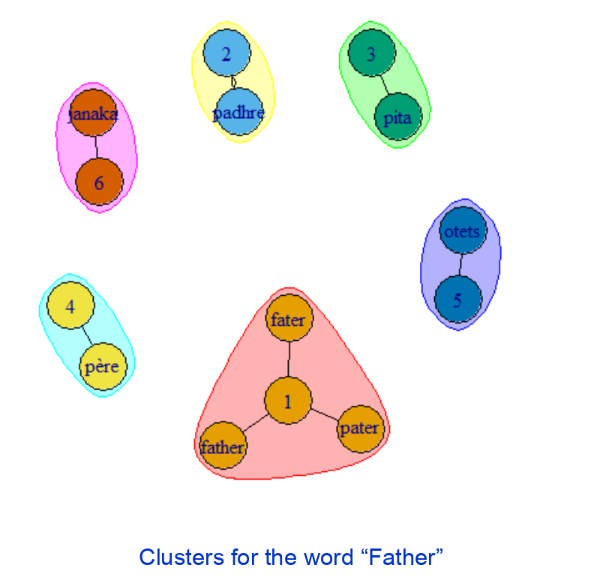 2
padhre
3
pita
janaka
6
otets
5
4
père
fater
1
father
pater
Clusters for the word “Father”